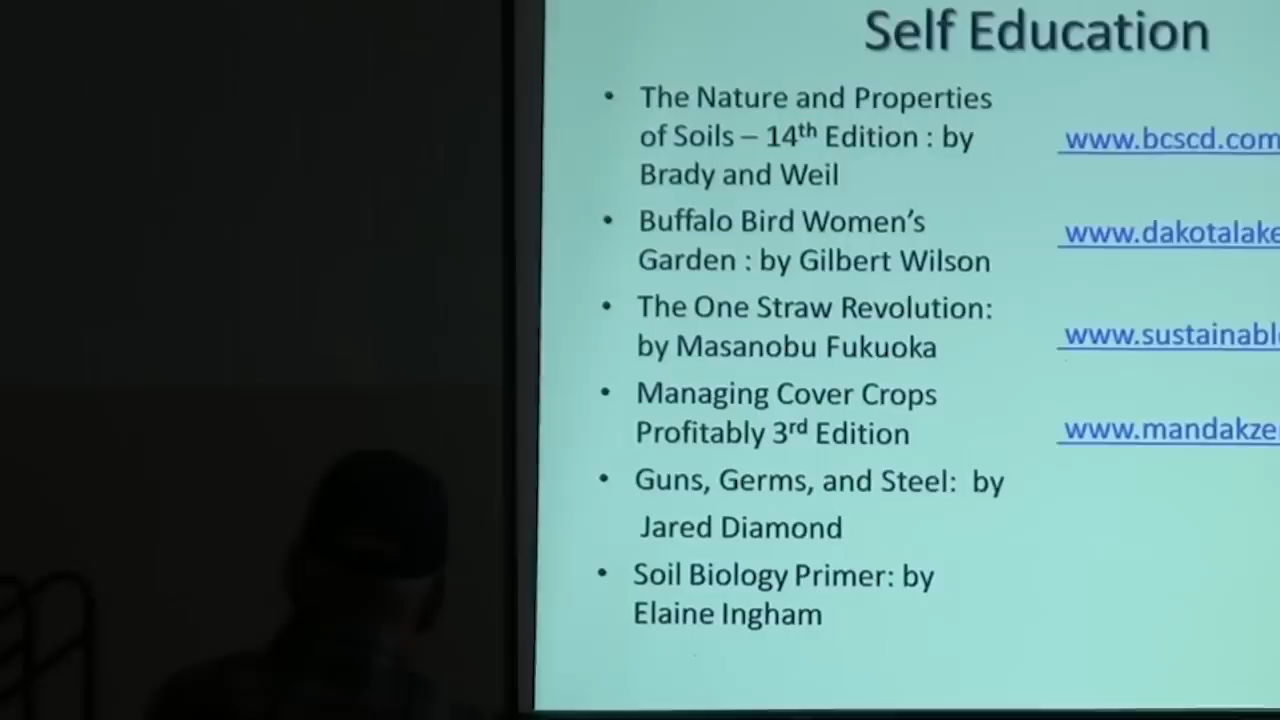 Self Education
• The Nature and Properties
of Soils – 14th Edition : by
Brady and Weil
• Buffalo Bird Women's
Garden : by Gilbert Wilson
• The One Straw Revolution:
by Masanobu Fukuoka
• Managing Cover Crops
Profitably 3rd Edition
• Guns, Germs, and Steel: by
Jared Diamond
• Soil Biology Primer: by
Elaine Ingham
www.bcscd.com
www.dakotalake
www.sustainabl
www.mandakze